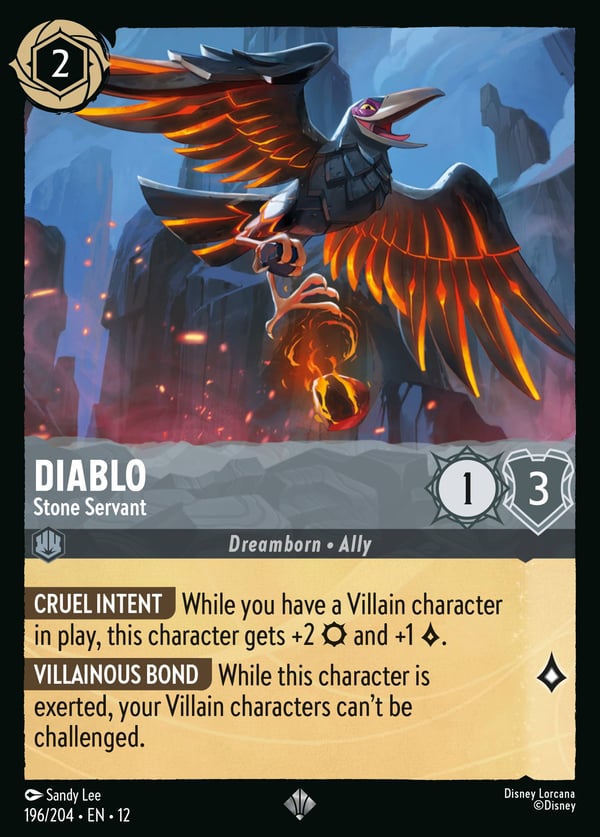 2
DIABLO
Stone Servant
1
3
Dreamborn • Ally
CRUEL INTENT While you have a Villain character
in play, this character gets +2 and +1 .
VILLAINOUS BOND While this character is
exerted, your Villain characters can't be
challenged.
Sandy Lee
196/204 • EN • 12
Disney Lorcana
©Disney